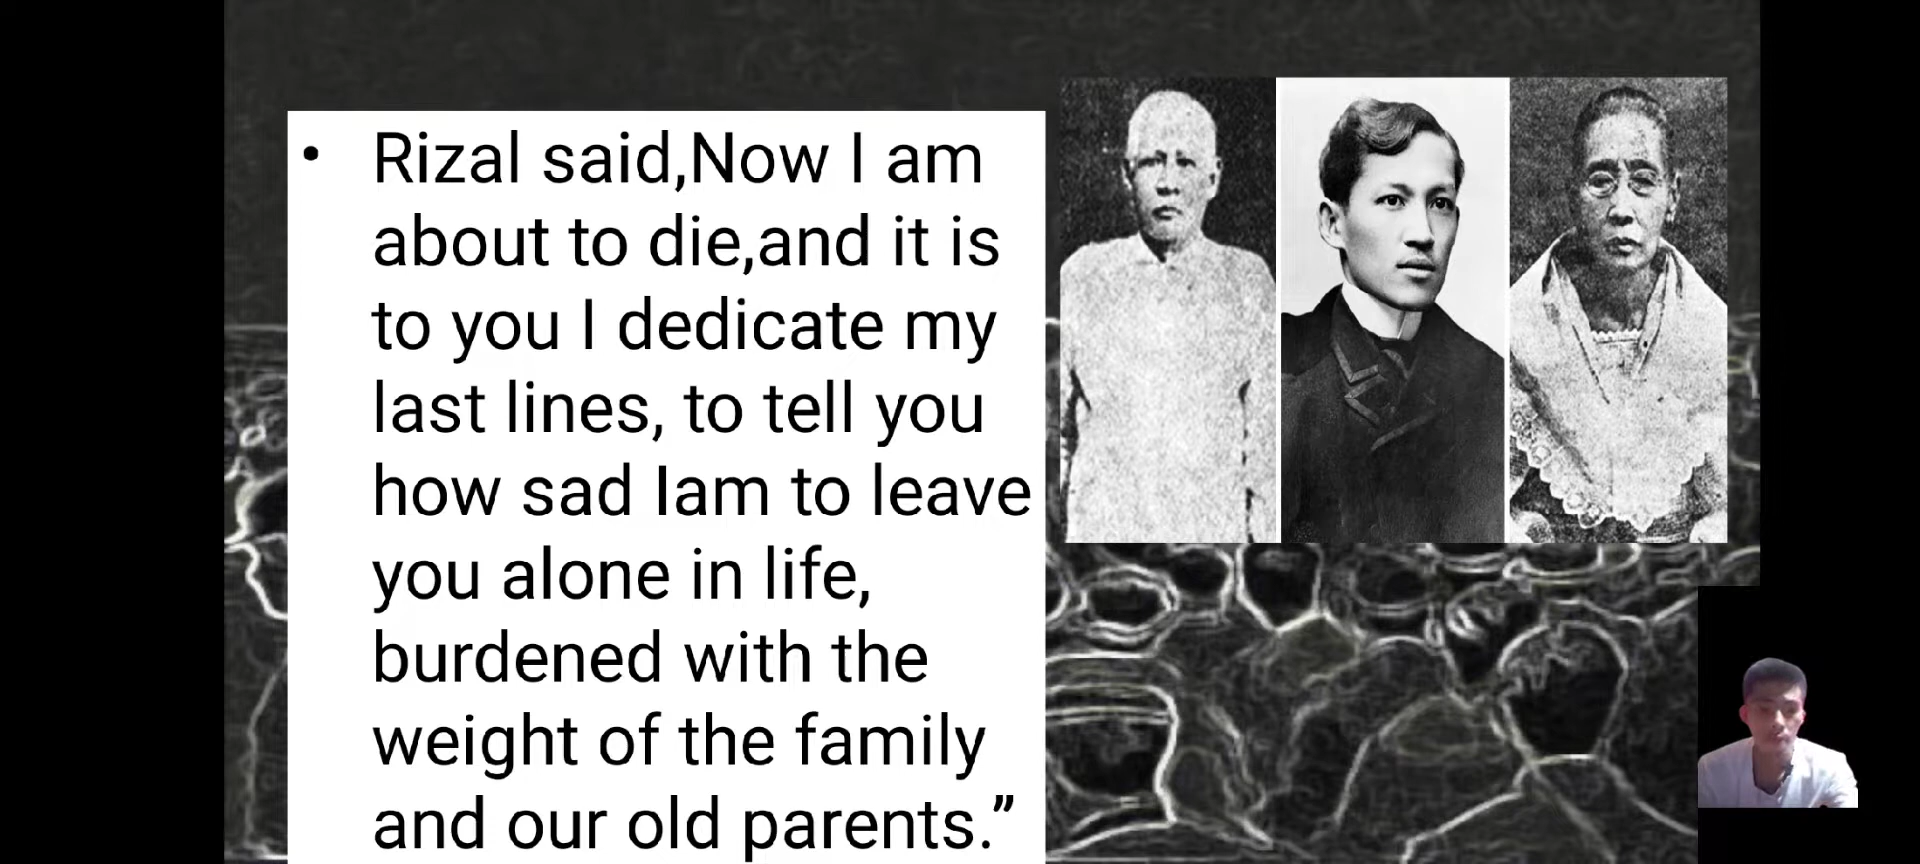 • Rizal said,Now I am
about to die,and it is
to you I dedicate my
last lines, to tell you
how sad Iam to leave
you alone in life,
burdened with the
weight of the family
and our old parents.”